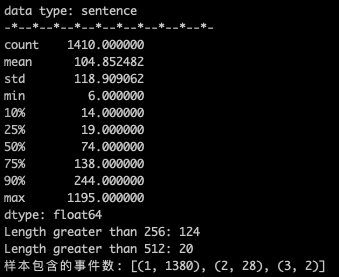 data type: sentence
-*--*--*--*--*--*--*--*--*--*-
count    1410.000000
mean      104.852482
std       118.909062
min         6.000000
10%        14.000000
25%        19.000000
50%        74.000000
75%       138.000000
90%       244.000000
max      1195.000000
dtype: float64
Length greater than 256: 124
Length greater than 512: 20
样本包含的事件数: [(1, 1380), (2, 28), (3, 2)]